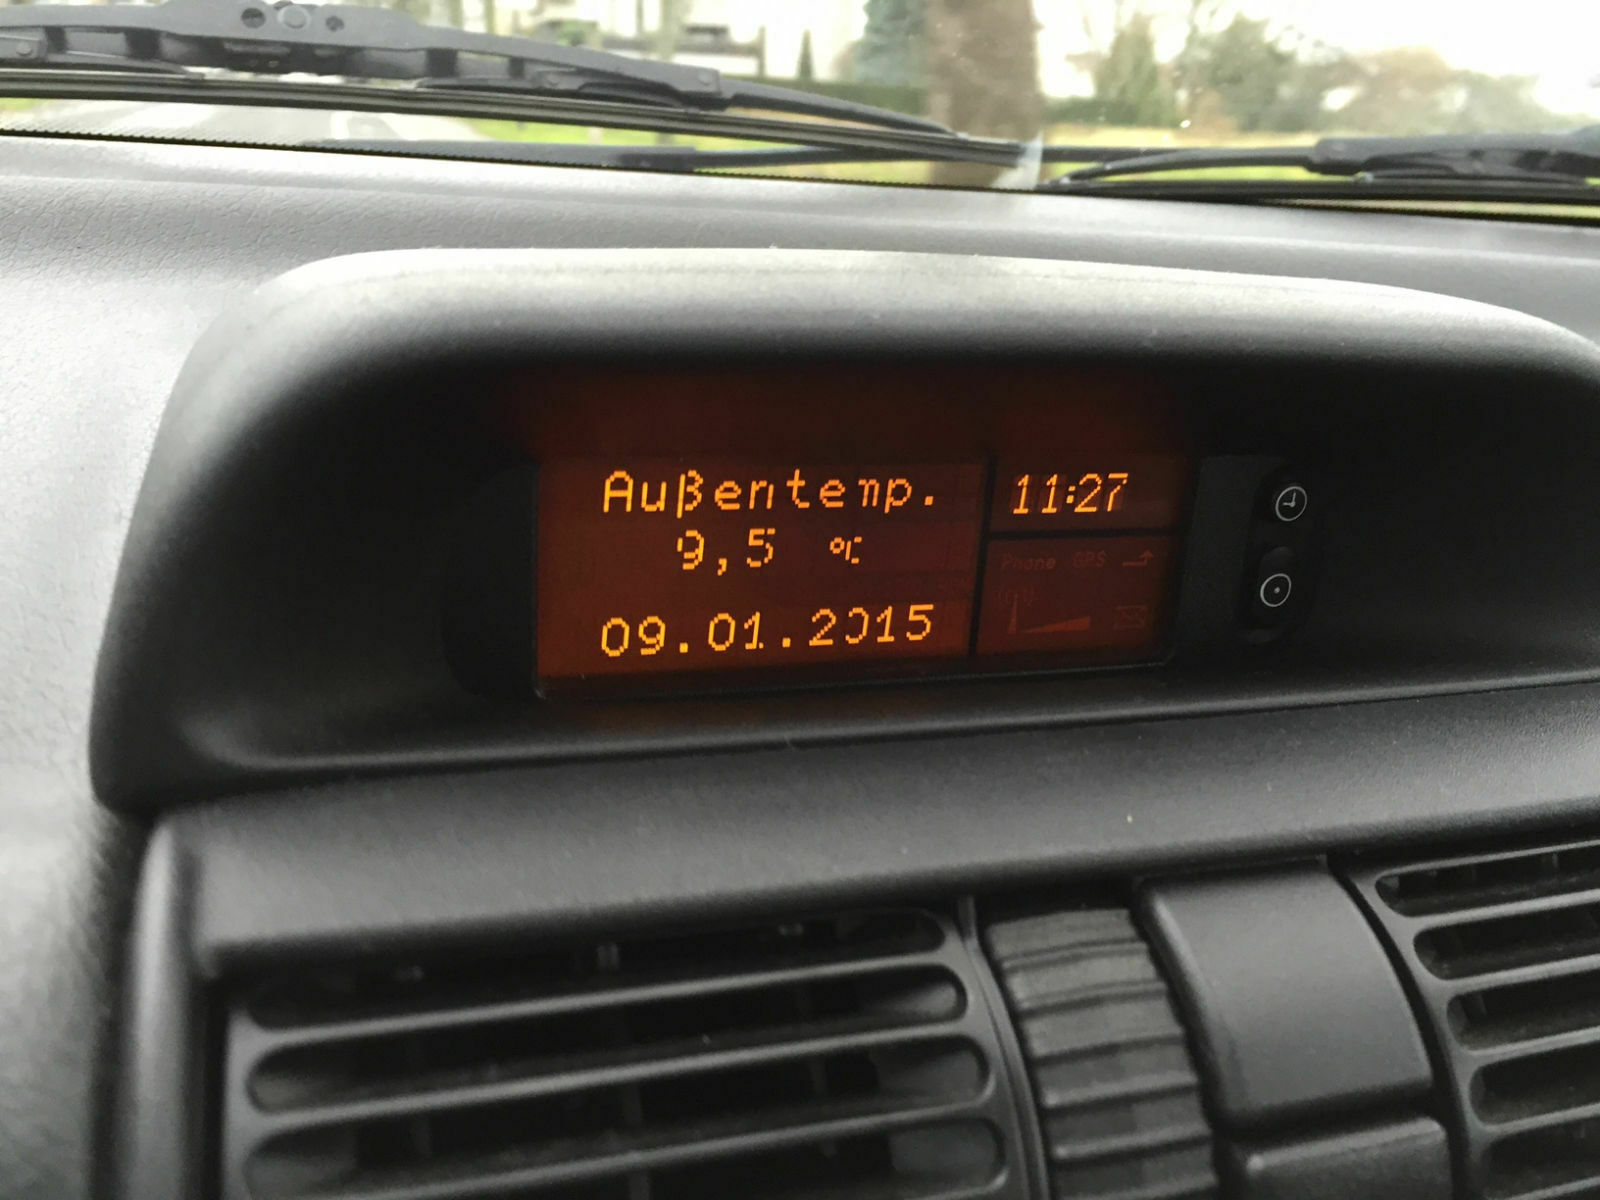 Außentemp.
9,5 °C
09.01.2015
11:27
Phone GPS